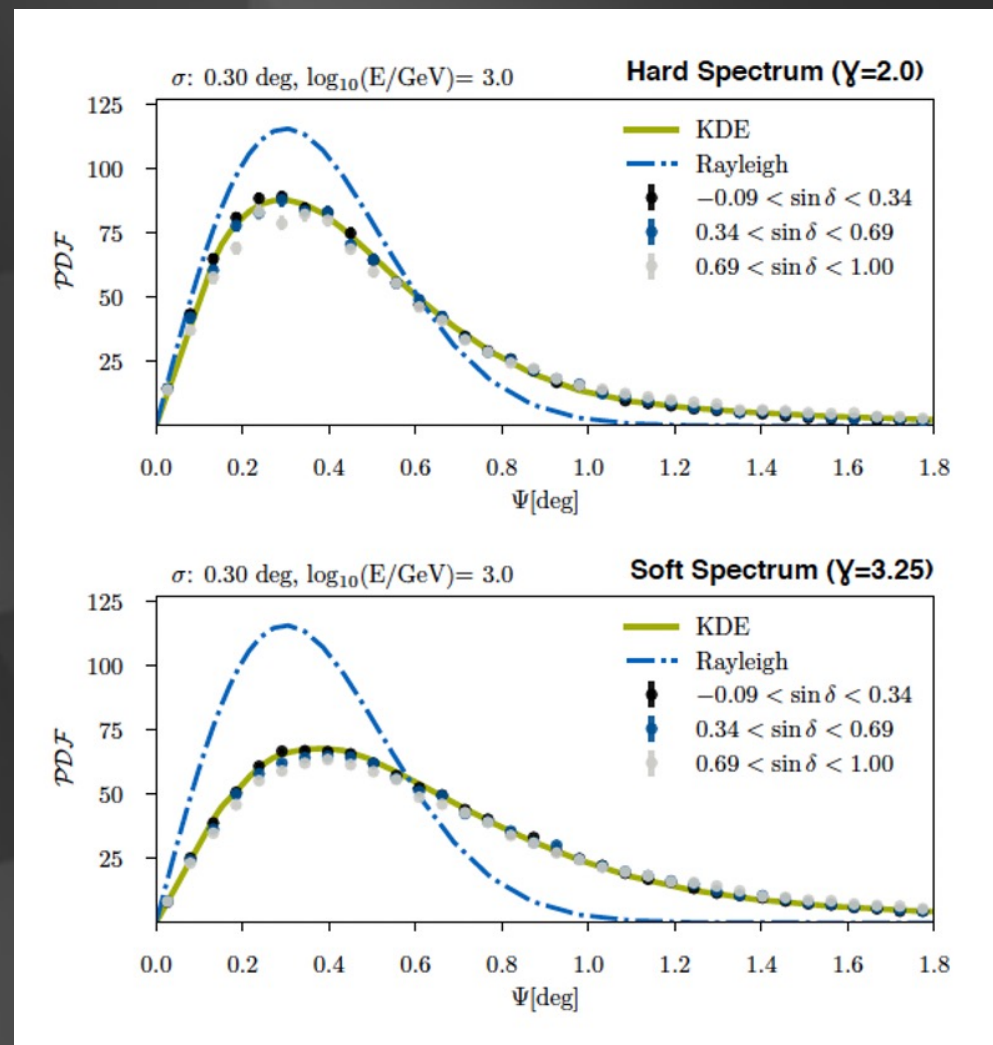 σ: 0.30 deg, log₁₀(E/GeV)= 3.0
Hard Spectrum (Ɣ=2.0)
125
100
75
50
25
PDF
KDE
Rayleigh
−0.09 < sin δ < 0.34
0.34 < sin δ < 0.69
0.69 < sin δ < 1.00
0.0 0.2 0.4 0.6 0.8 1.0 1.2 1.4 1.6 1.8
Ψ[deg]
σ: 0.30 deg, log₁₀(E/GeV)= 3.0
Soft Spectrum (Ɣ=3.25)
125
100
75
50
25
PDF
KDE
Rayleigh
−0.09 < sin δ < 0.34
0.34 < sin δ < 0.69
0.69 < sin δ < 1.00
0.0 0.2 0.4 0.6 0.8 1.0 1.2 1.4 1.6 1.8
Ψ[deg]